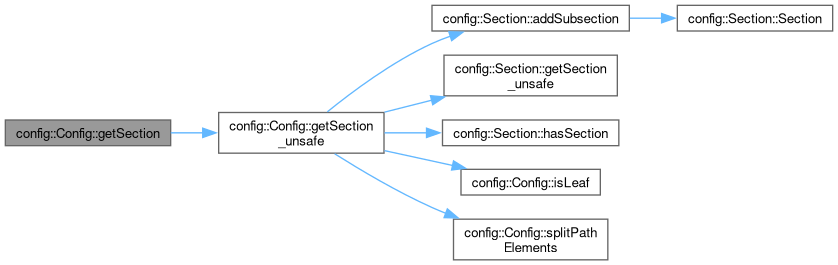 config::Config::getSection
config::Config::getSection
_unsafe
config::Section::addSubsection
config::Section::Section
config::Section::getSection
_unsafe
config::Section::hasSection
config::Config::isLeaf
config::Config::splitPath
Elements